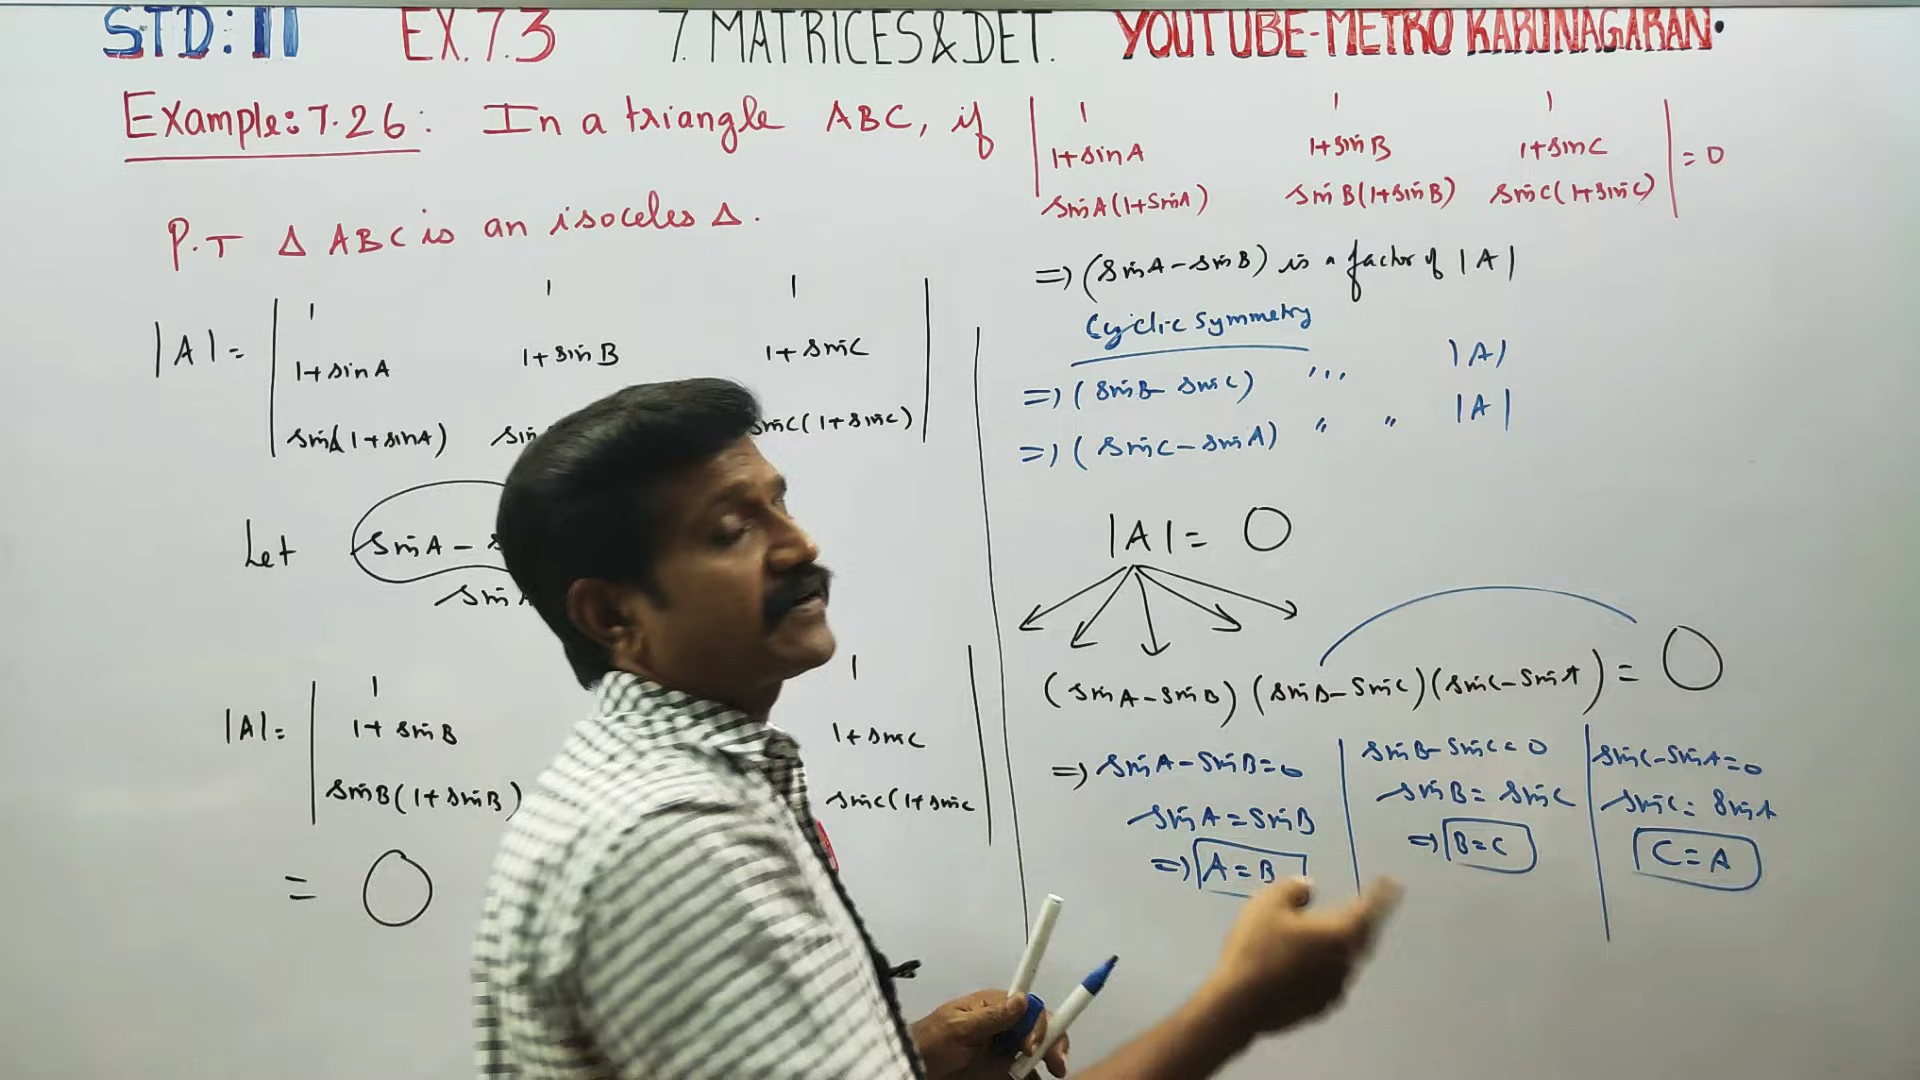 STD: 11 EX.7.3 7. MATRICES & DET. YOUTUBE-METRO KARUNAGARAN.
Example: 7.26: In a triangle ABC, if | 1 1 1 |
1+sinA 1+sinB 1+sinC = 0
sinA(1+sinA) sinB(1+sinB) sinC(1+sinC)
P.T Δ ABC is an isoceles Δ.
|A| = | 1 1 1 |
1+sinA 1+sinB 1+sinC
sinA(1+sinA) sin sinC(1+sinC)
Let sinA -
sin
|A| = | 1 1
1+sinB 1+sinC
sinB(1+sinB) sinC(1+sinC
= 0
=> (sinA-sinB) is a factor of |A|
Cyclic Symmetry
=> (sinB-sinC) ,,, |A|
=> (sinC-sinA) " " |A|
|A| = 0
(sinA-sinB)(sinB-sinC)(sinC-sinA) = 0
=> sinA-sinB=0 sinB-sinC=0 sinC-sinA=0
sinA=sinB sinB=sinC sinC=sinA
=> A=B => B=C C=A